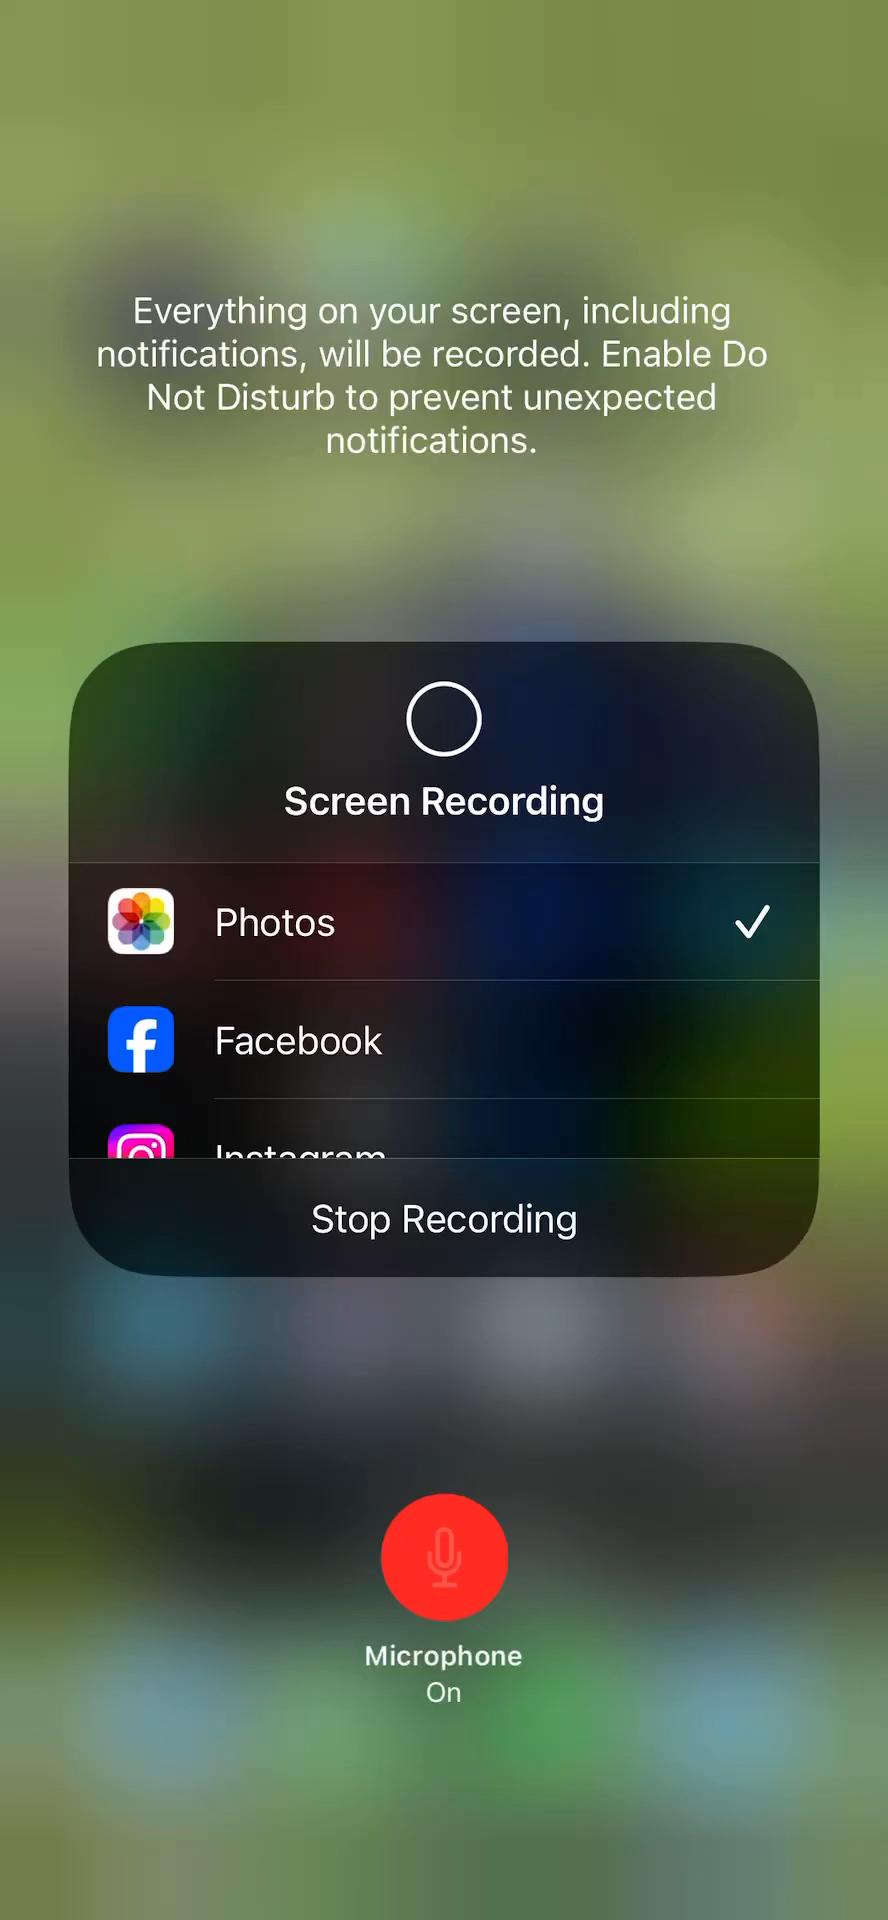 Everything on your screen, including
notifications, will be recorded. Enable Do
Not Disturb to prevent unexpected
notifications.
Screen Recording
Photos
Facebook
Instagram
Stop Recording
Microphone
On